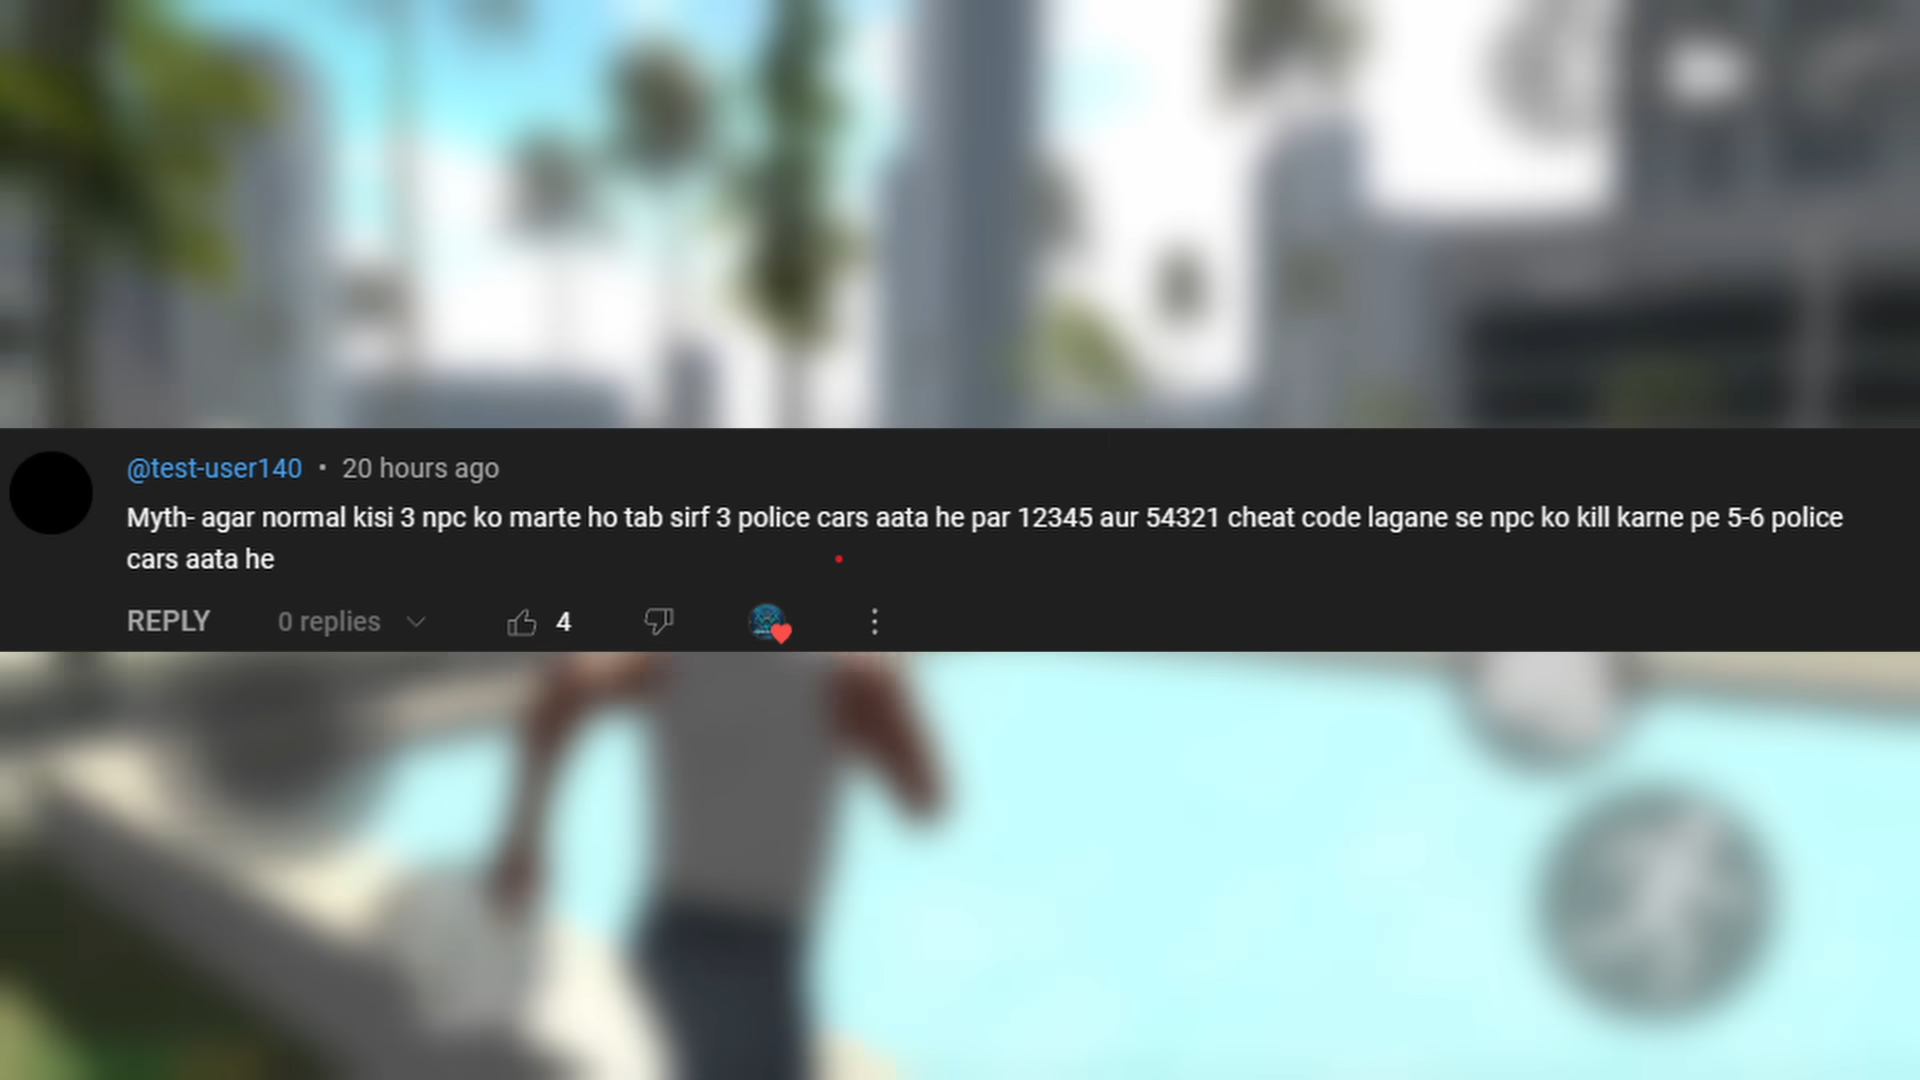 @test-user140 • 20 hours ago
Myth- agar normal kisi 3 npc ko marte ho tab sirf 3 police cars aata he par 12345 aur 54321 cheat code lagane se npc ko kill karne pe 5-6 police
cars aata he
REPLY 0 replies 4